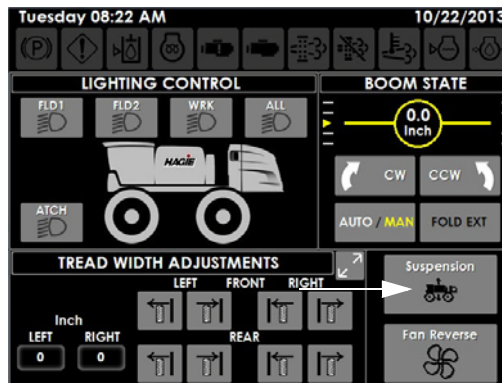 Tuesday 08:22 AM 10/22/2013
LIGHTING CONTROL
BOOM STATE
FLD1 FLD2 WRK ALL
0.0
Inch
HAGIE
CW CCW
ATCH
AUTO / MAN FOLD EXT
TREAD WIDTH ADJUSTMENTS
Suspension
LEFT FRONT RIGHT
Inch
LEFT RIGHT
REAR
Fan Reverse
0 0